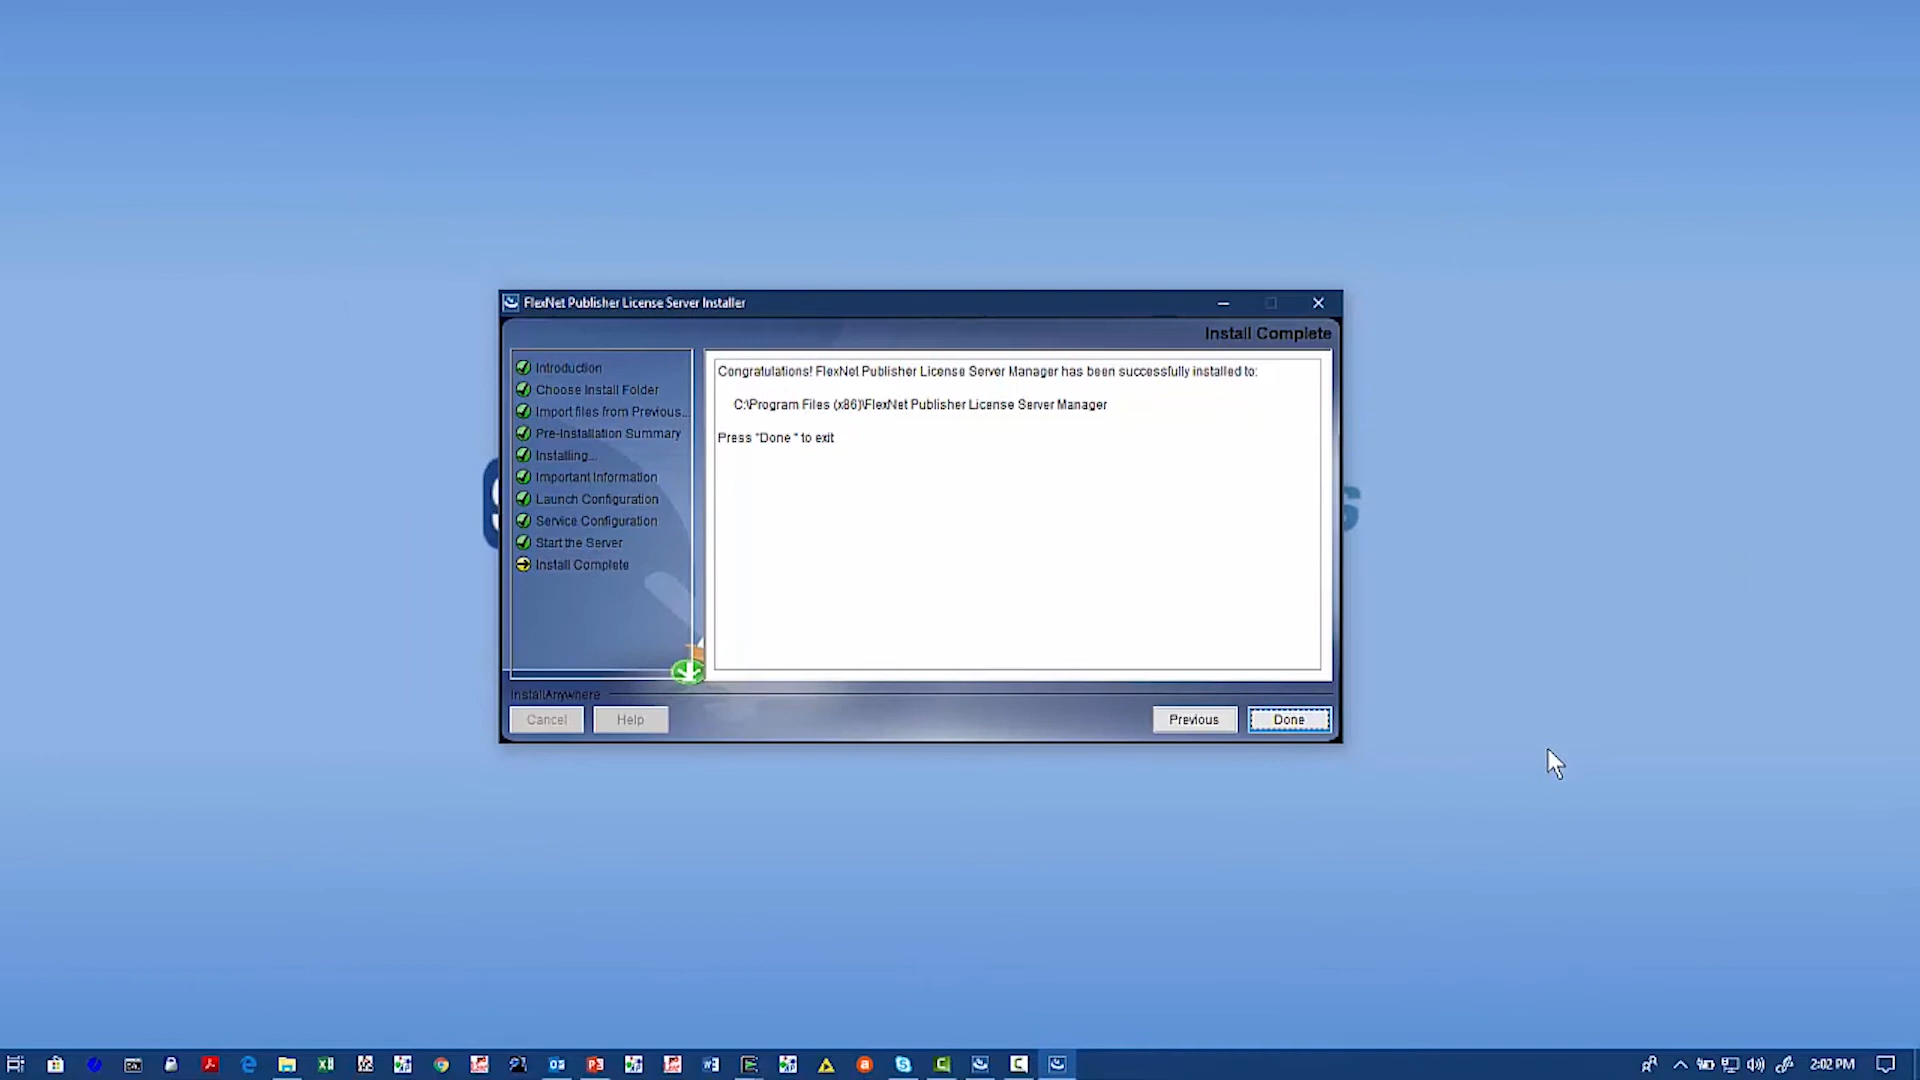 FlexNet Publisher License Server Installer
Install Complete
Introduction
Choose Install Folder
Import files from Previous...
Pre-Installation Summary
Installing...
Important Information
Launch Configuration
Service Configuration
Start the Server
Install Complete
Congratulations! FlexNet Publisher License Server Manager has been successfully installed to:
C:\Program Files (x86)\FlexNet Publisher License Server Manager
Press "Done " to exit
InstallAnywhere
Cancel
Help
Previous
Done
2:02 PM